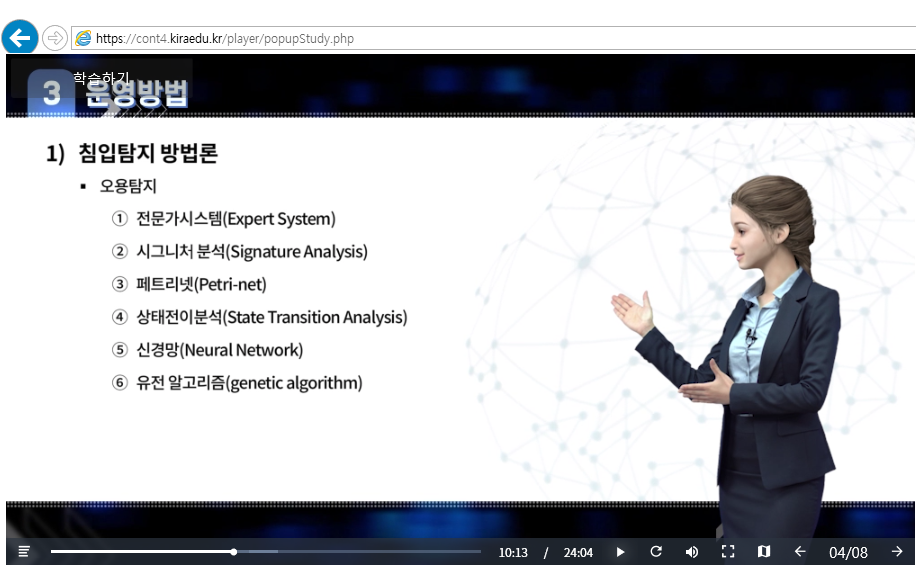 https://cont4.kiraedu.kr/player/popupStudy.php
학습하기
3 운영방법
1) 침입탐지 방법론
▪ 오용탐지
① 전문가시스템(Expert System)
② 시그니처 분석(Signature Analysis)
③ 페트리넷(Petri-net)
④ 상태전이분석(State Transition Analysis)
⑤ 신경망(Neural Network)
⑥ 유전 알고리즘(genetic algorithm)
10:13 / 24:04 04/08